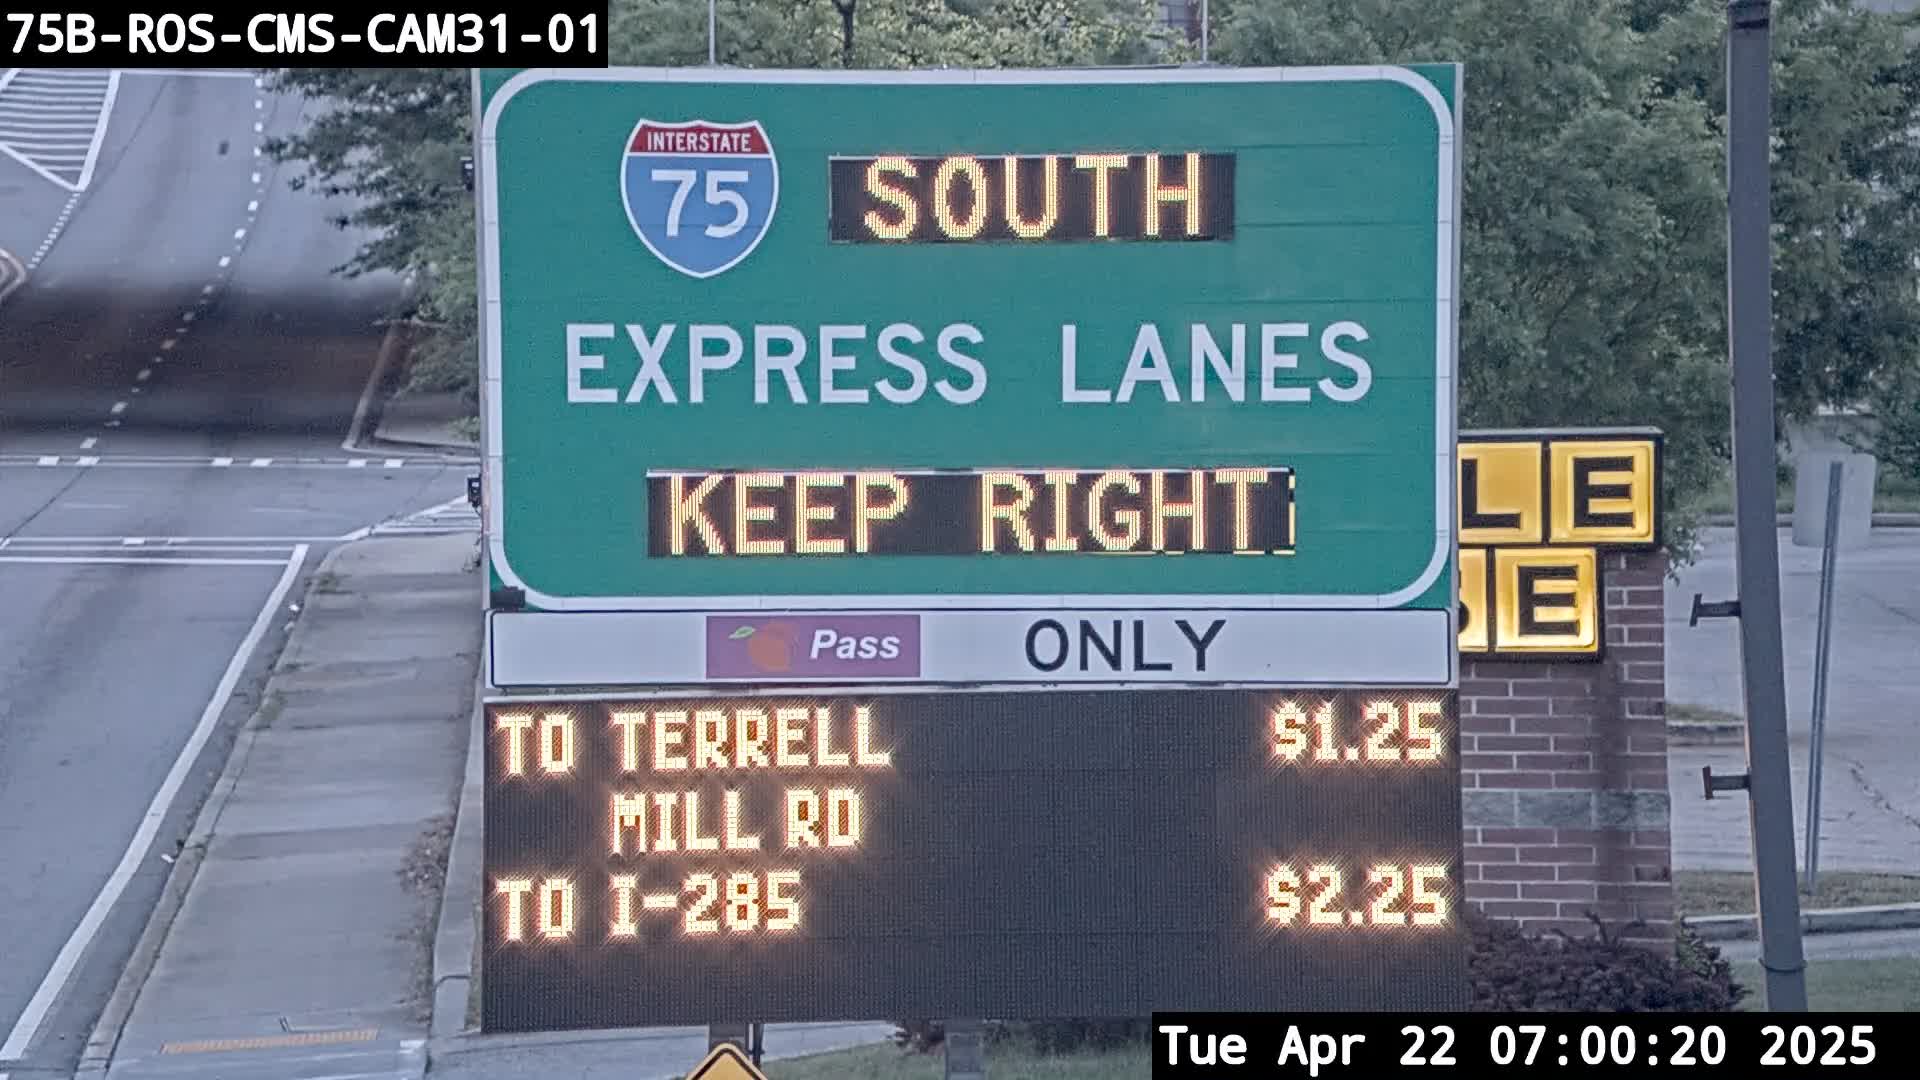 75B-ROS-CMS-CAM31-01
INTERSTATE
75
SOUTH
EXPRESS LANES
KEEP RIGHT
Pass ONLY
TO TERRELL $1.25
MILL RD
TO I-285 $2.25
LE
E
Tue Apr 22 07:00:20 2025